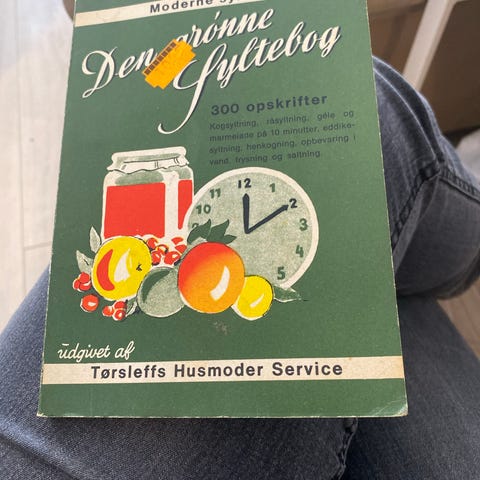 Moderne
Den grønne
Syltebog
300 opskrifter
Kogsyltning, råsyltning, gele og
marmelade på 10 minutter, eddike-
syltning, henkogning, opbevaring i
vand, frysning og saltning.
12
2
3
4
5
10
udgivet af
Tørsleffs Husmoder Service